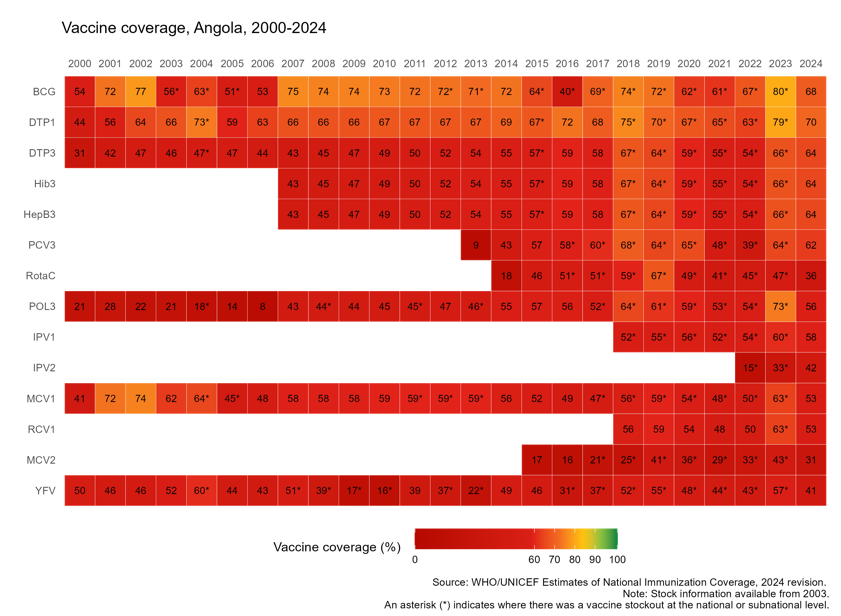 Vaccine coverage, Angola, 2000-2024
2000 2001 2002 2003 2004 2005 2006 2007 2008 2009 2010 2011 2012 2013 2014 2015 2016 2017 2018 2019 2020 2021 2022 2023 2024
BCG 54 72 77 56* 63* 51* 53 75 74 74 73 72 72* 71* 72 64* 40* 69* 74* 72* 62* 61* 67* 80* 68
DTP1 44 56 64 66 73* 59 63 66 66 66 67 67 67 67 69 67* 72 68 75* 70* 67* 65* 63* 79* 70
DTP3 31 42 47 46 47* 47 44 43 45 47 49 50 52 54 55 57* 59 58 67* 64* 59* 55* 54* 66* 64
Hib3 43 45 47 49 50 52 54 55 57* 59 58 67* 64* 59* 55* 54* 66* 64
HepB3 43 45 47 49 50 52 54 55 57* 59 58 67* 64* 59* 55* 54* 66* 64
PCV3 9 43 57 58* 60* 68* 64* 65* 48* 39* 64* 62
RotaC 18 46 51* 51* 59* 67* 49* 41* 45* 47* 36
POL3 21 28 22 21 18* 14 8 43 44* 44 45 45* 47 46* 55 57 56 52* 64* 61* 59* 53* 54* 73* 56
IPV1 52* 55* 56* 52* 54* 60* 58
IPV2 15* 33* 42
MCV1 41 72 74 62 64* 45* 48 58 58 58 59 59* 59* 59* 56 52 49 47* 56* 59* 54* 48* 50* 63* 53
RCV1 56 59 54 48 50 63* 53
MCV2 17 16 21* 25* 41* 36* 29* 33* 43* 31
YFV 50 46 46 52 60* 44 43 51* 39* 17* 16* 39 37* 22* 49 46 31* 37* 52* 55* 48* 44* 43* 57* 41
Vaccine coverage (%)
0 60 70 80 90 100
Source: WHO/UNICEF Estimates of National Immunization Coverage, 2024 revision.
Note: Stock information available from 2003.
An asterisk (*) indicates where there was a vaccine stockout at the national or subnational level.